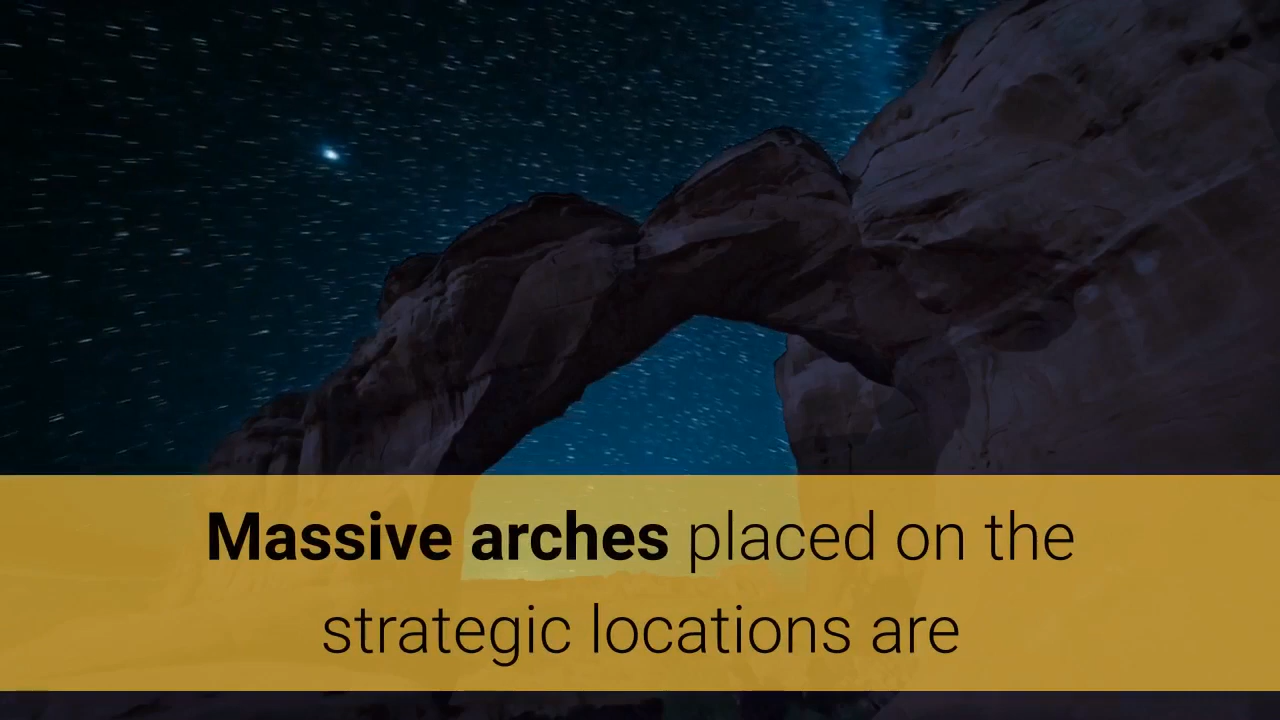 Massive arches placed on the
strategic locations are